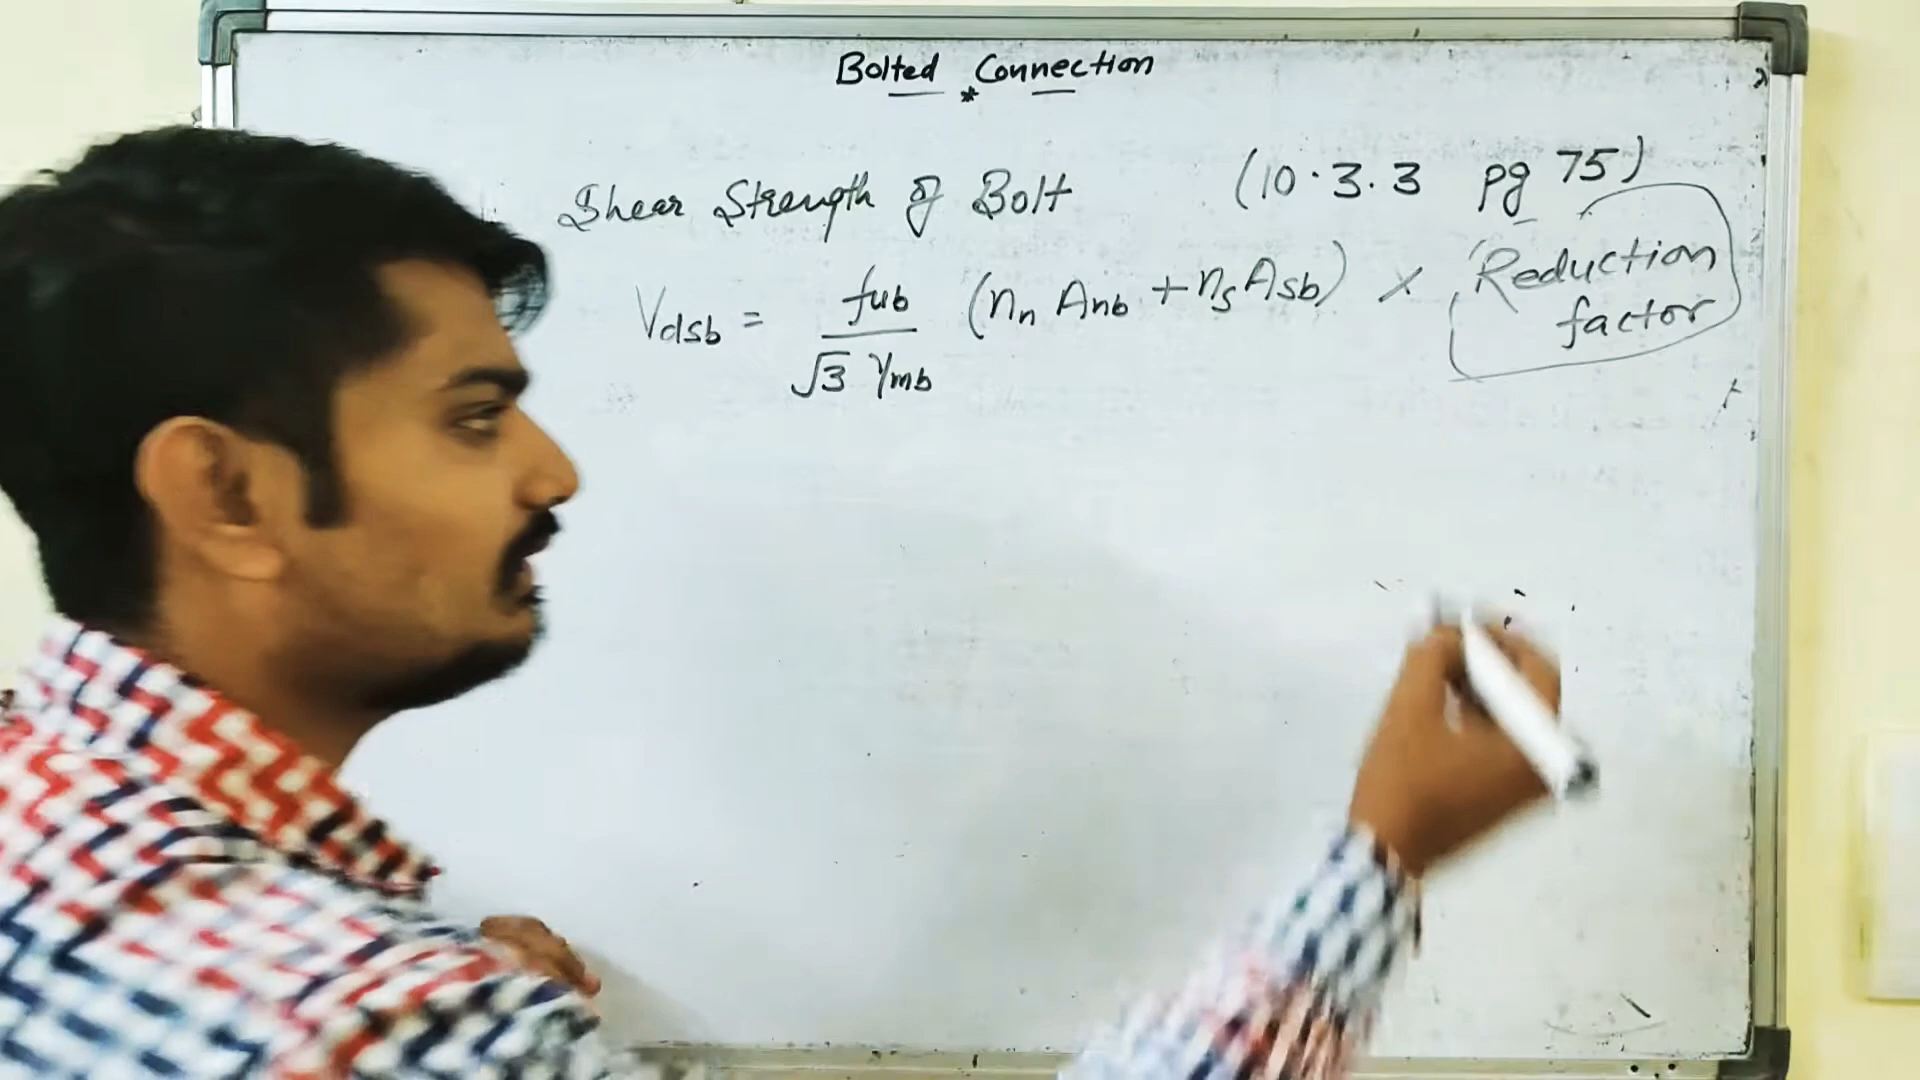 Bolted Connection
Shear Strength of Bolt (10.3.3 pg 75)
Vdsb = fub / √3 γmb (nn Anb + ns Asb) × Reduction factor